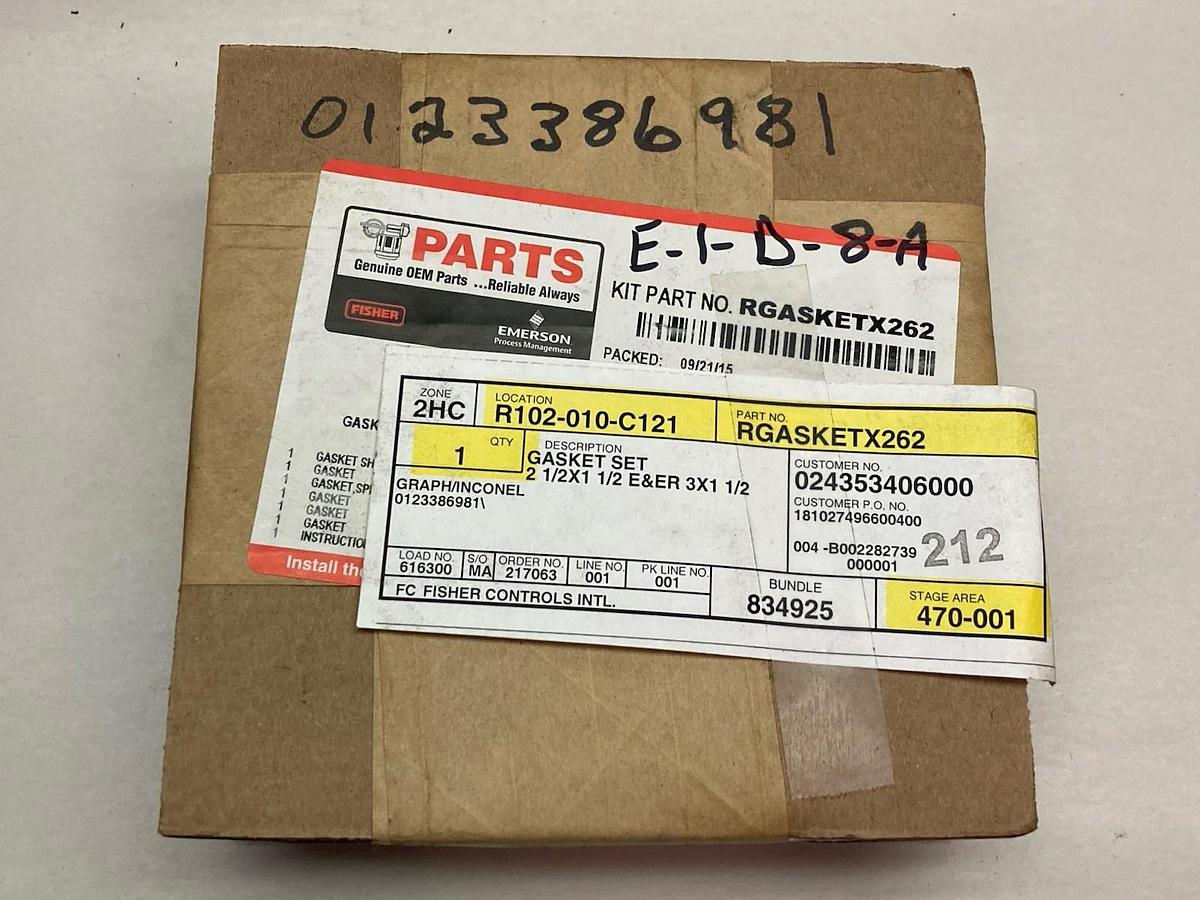 0123386981
E-1-D-8-A
PARTS
Genuine OEM Parts ...Reliable Always
FISHER
EMERSON
Process Management
KIT PART NO. RGASKETX262
PACKED: 09/21/15
GASK
1 GASKET SH
1 GASKET
1 GASKET,SPI
1 GASKET
1 GASKET
1 GASKET
1 INSTRUCTIO
Install the
ZONE
2HC
LOCATION
R102-010-C121
PART NO.
RGASKETX262
QTY
1
DESCRIPTION
GASKET SET
2 1/2X1 1/2 E&ER 3X1 1/2
GRAPH/INCONEL
0123386981\
CUSTOMER NO.
024353406000
CUSTOMER P.O. NO.
181027496600400
004 -B002282739
000001
212
LOAD NO.
616300
S/O
MA
ORDER NO.
217063
LINE NO.
001
PK LINE NO.
001
FC FISHER CONTROLS INTL.
BUNDLE
834925
STAGE AREA
470-001